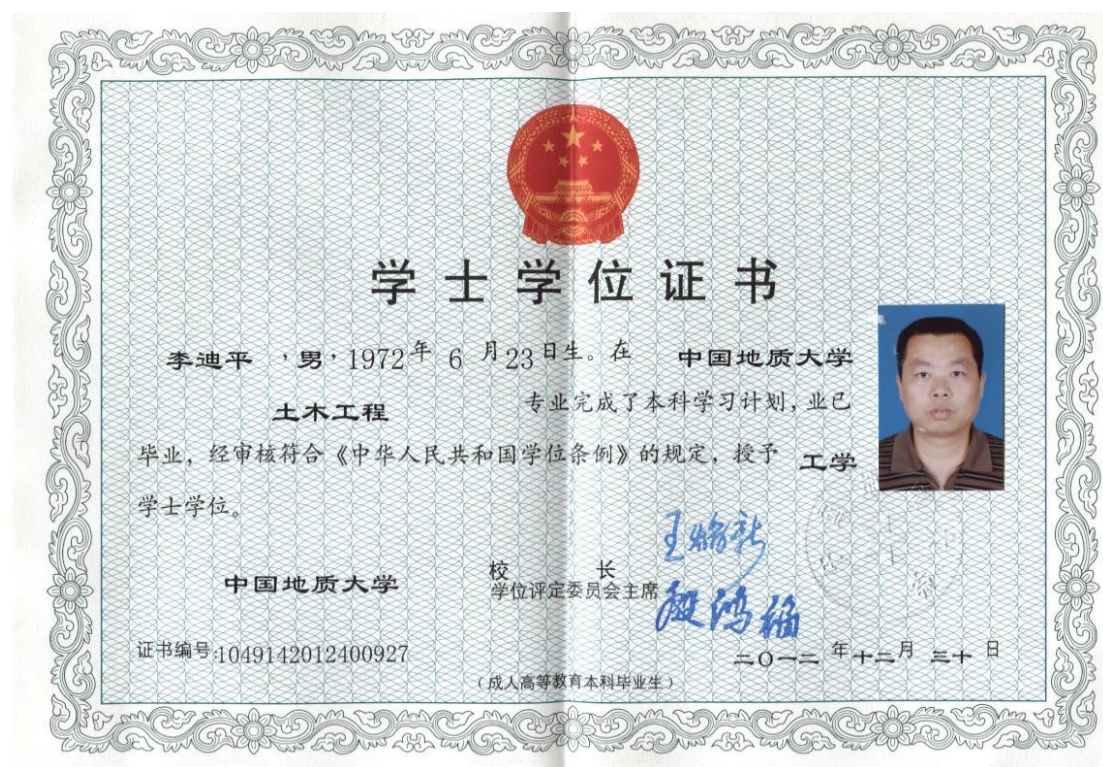 学士学位证书
李迪平，男，1972年 6 月 23日生。在 中国地质大学
土木工程 专业完成了本科学习计划，业已
毕业，经审核符合《中华人民共和国学位条例》的规定，授予 工学
学士学位。
中国地质大学 校 长
学位评定委员会主席
证书编号:1049142012400927
二〇一二 年 十二 月 三十 日
（成人高等教育本科毕业生）